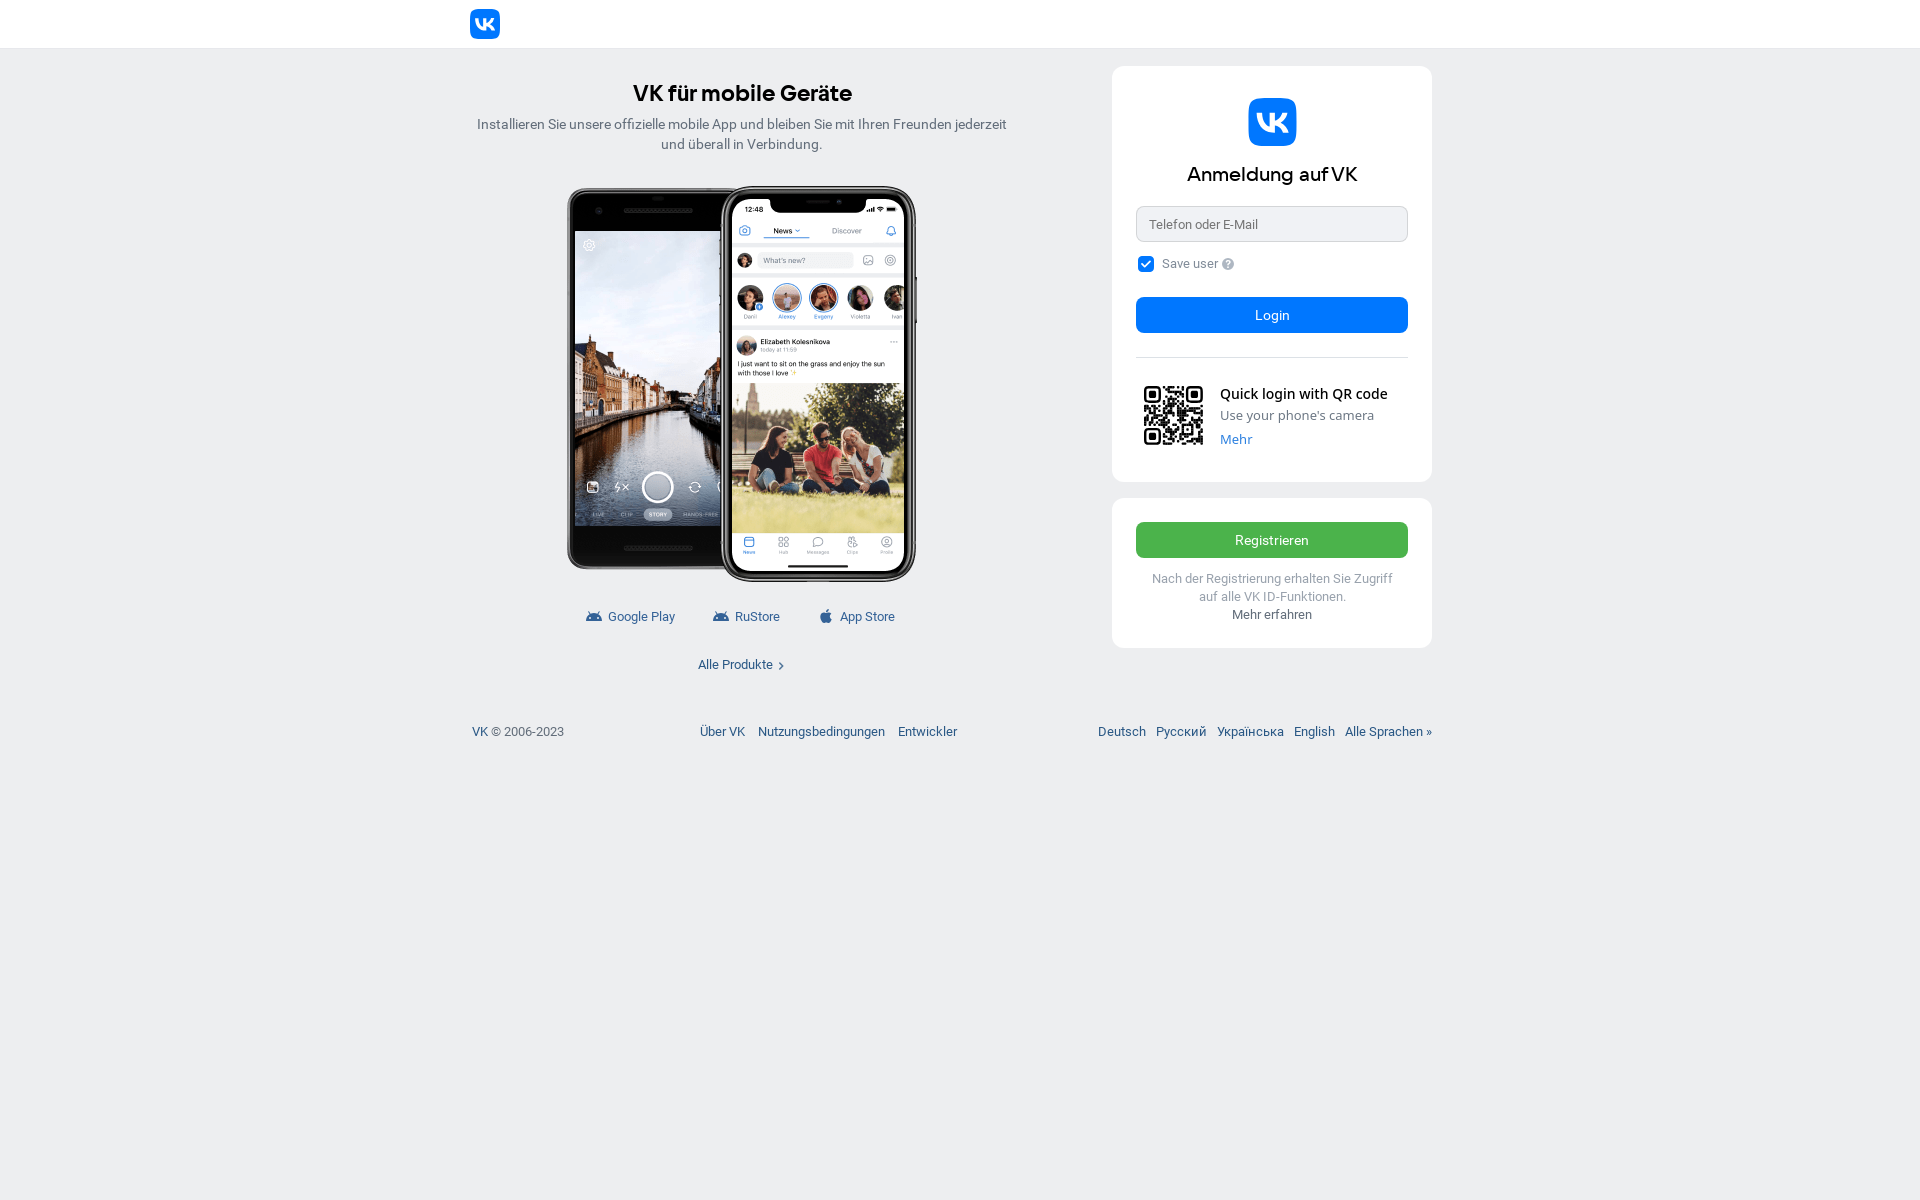 VK für mobile Geräte
Installieren Sie unsere offizielle mobile App und bleiben Sie mit Ihren Freunden jederzeit
und überall in Verbindung.
12:48
News
Discover
What's new?
Danil
Alexey
Evgeny
Violetta
Ivan
Elizabeth Kolesnikova
today at 11:59
I just want to sit on the grass and enjoy the sun
with those I love ✨
LIVE
CLIP
STORY
HANDS-FREE
News
Hub
Messages
Clips
Profile
Google Play
RuStore
App Store
Alle Produkte
Anmeldung auf VK
Telefon oder E-Mail
Save user
Login
Quick login with QR code
Use your phone's camera
Mehr
Registrieren
Nach der Registrierung erhalten Sie Zugriff
auf alle VK ID-Funktionen.
Mehr erfahren
VK © 2006-2023
Über VK Nutzungsbedingungen Entwickler
Deutsch Русский Українська English Alle Sprachen »